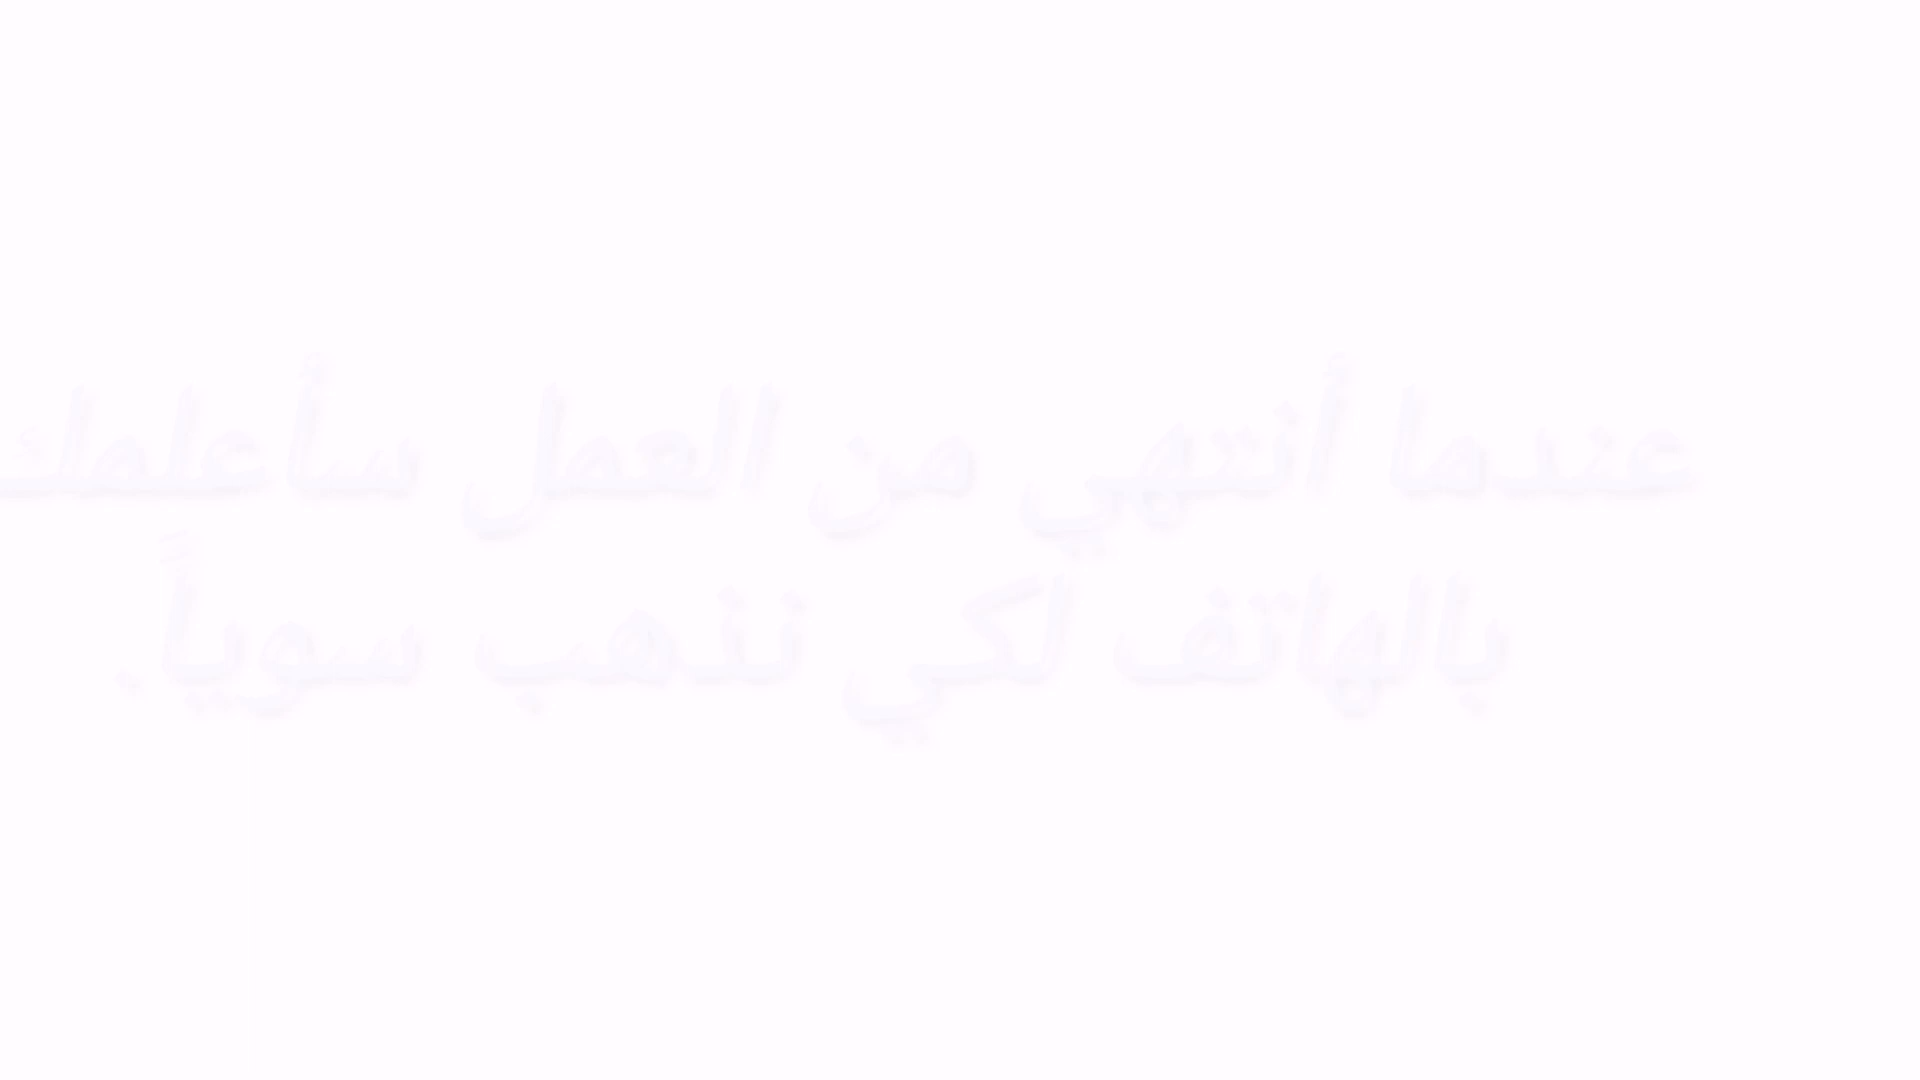 عندما أنتهي من العمل سأعلمك
بالهاتف لكي نذهب سوياً.